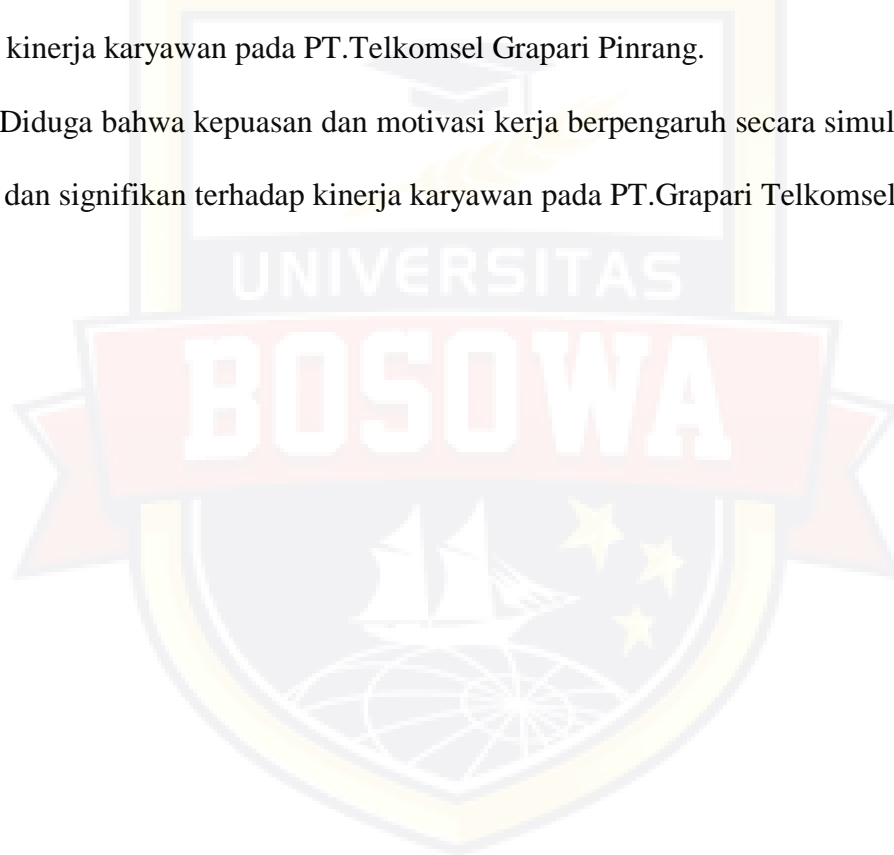 kinerja karyawan pada PT.Telkomsel Grapari Pinrang.
Diduga bahwa kepuasan dan motivasi kerja berpengaruh secara simul
dan signifikan terhadap kinerja karyawan pada PT.Grapari Telkomsel
UNIVERSITAS
BOSOWA